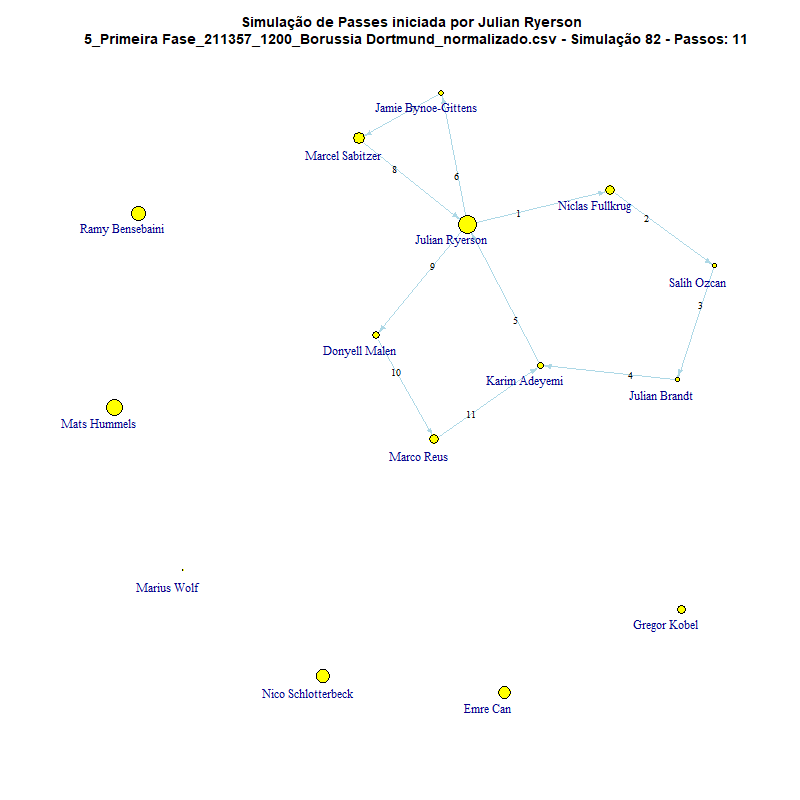 Simulação de Passes iniciada por Julian Ryerson
5_Primeira Fase_211357_1200_Borussia Dortmund_normalizado.csv - Simulação 82 - Passos: 11
Jamie Bynoe-Gittens
Marcel Sabitzer
8
6
Niclas Fullkrug
1
2
Ramy Bensebaini
Julian Ryerson
9
Salih Ozcan
3
5
Donyell Malen
10
Karim Adeyemi
4
Julian Brandt
11
Mats Hummels
Marco Reus
Marius Wolf
Gregor Kobel
Nico Schlotterbeck
Emre Can